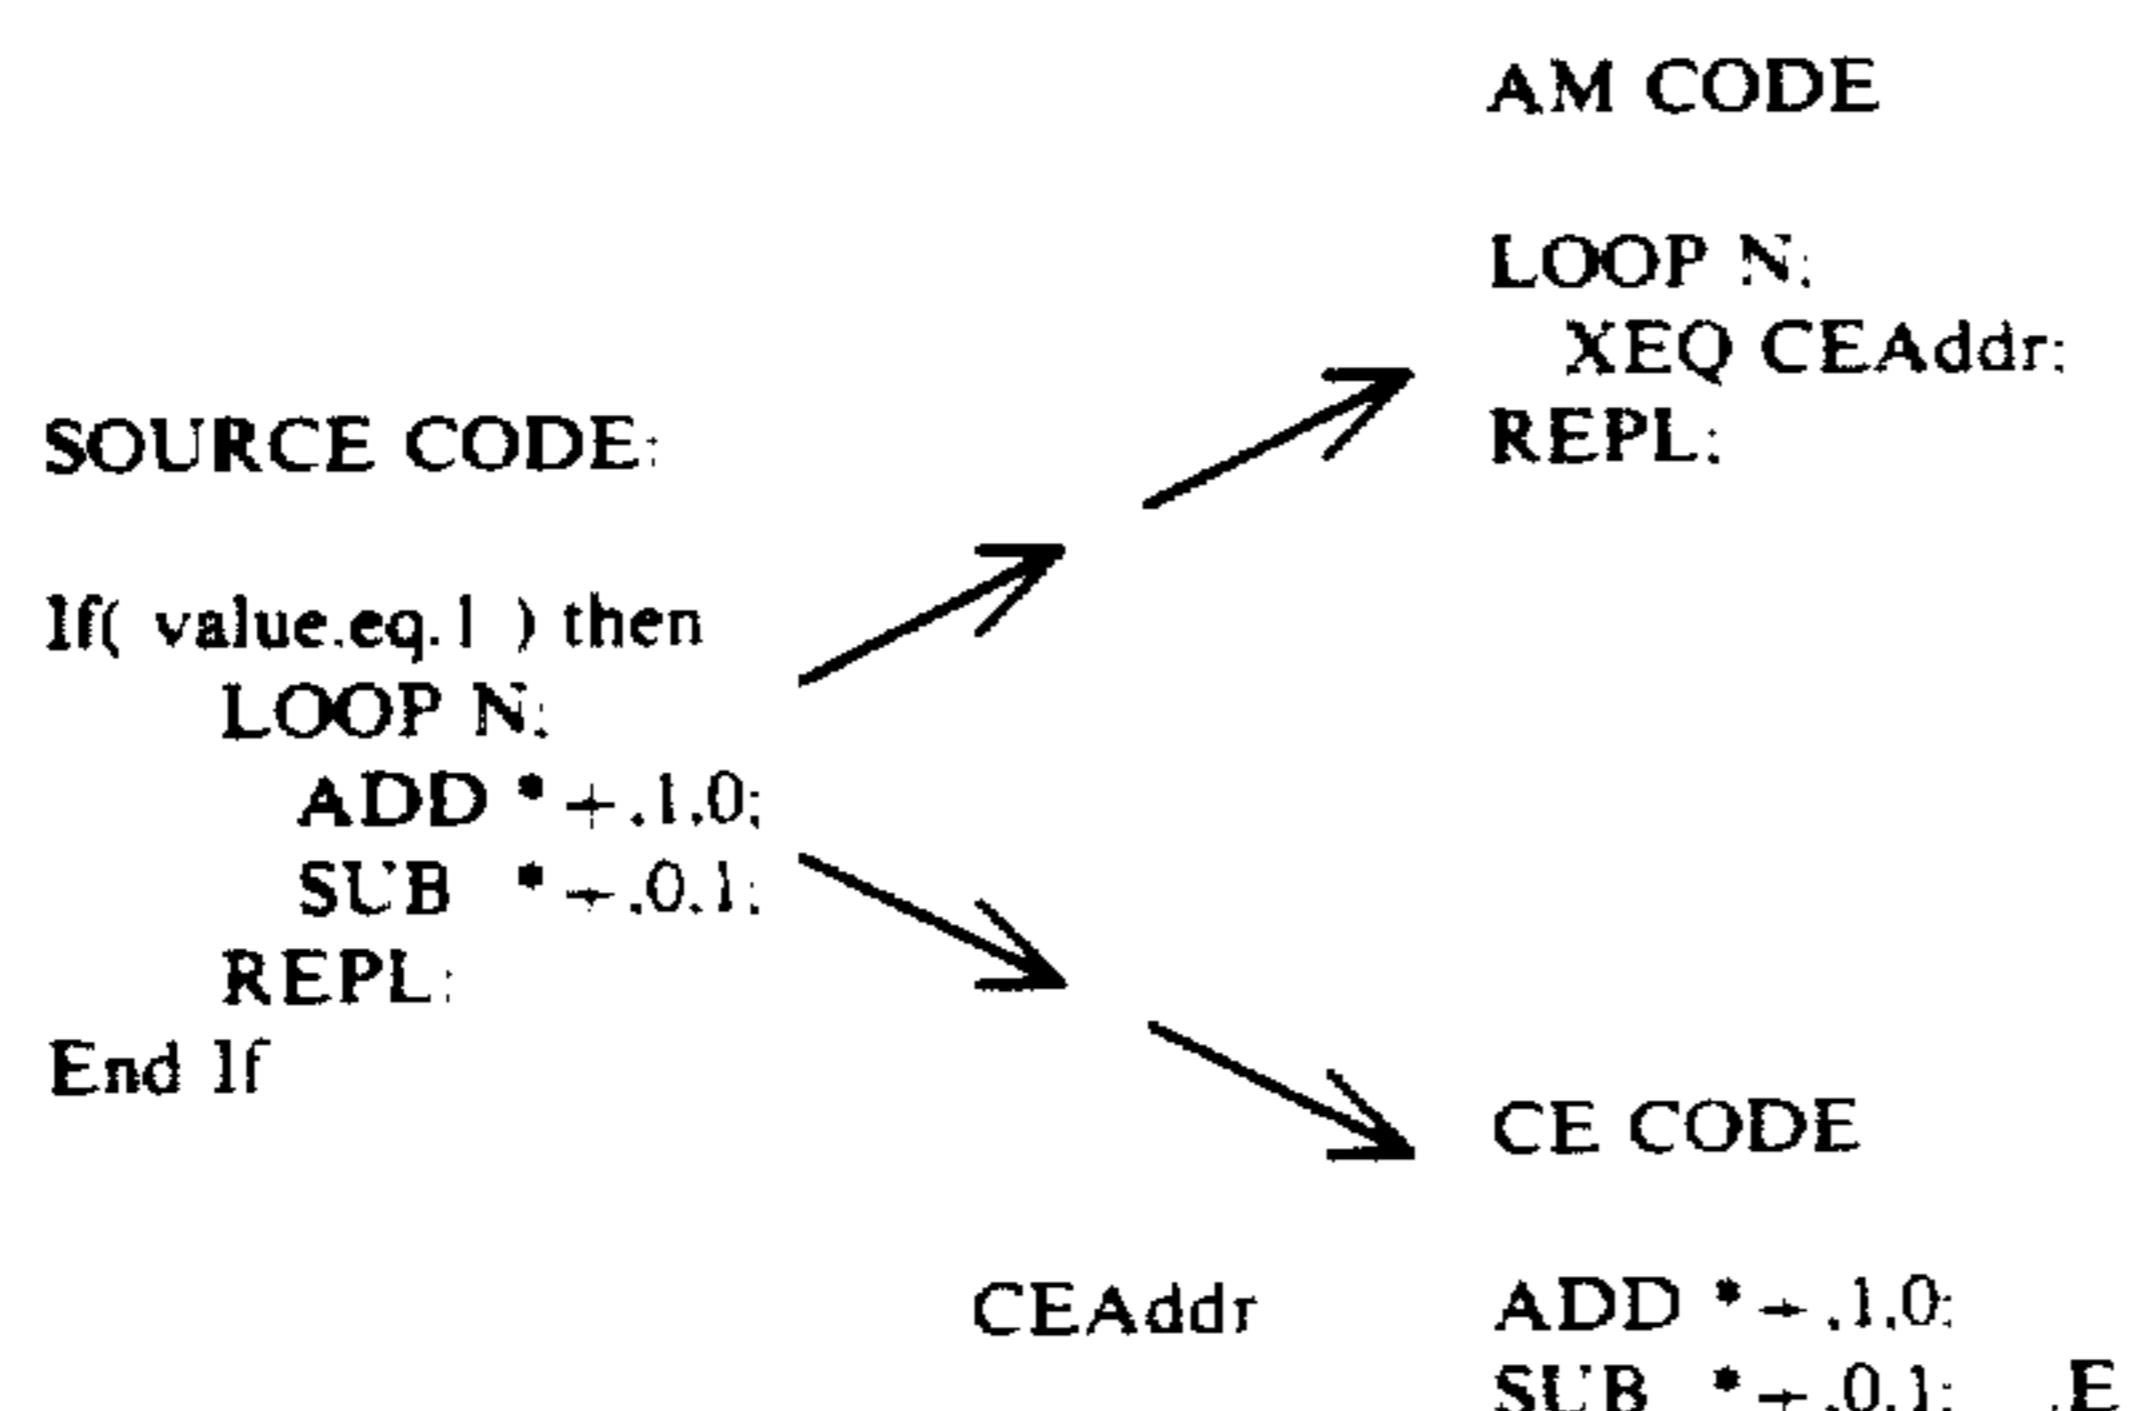 AM CODE
LOOP N;
XEQ CEAddr;
REPL;
SOURCE CODE:
If( value.eq.1 ) then
LOOP N;
ADD *+,1,0;
SUB *+,0,1;
REPL;
End If
CE CODE
CEAddr ADD *+,1,0;
SUB *+,0,1; ,E